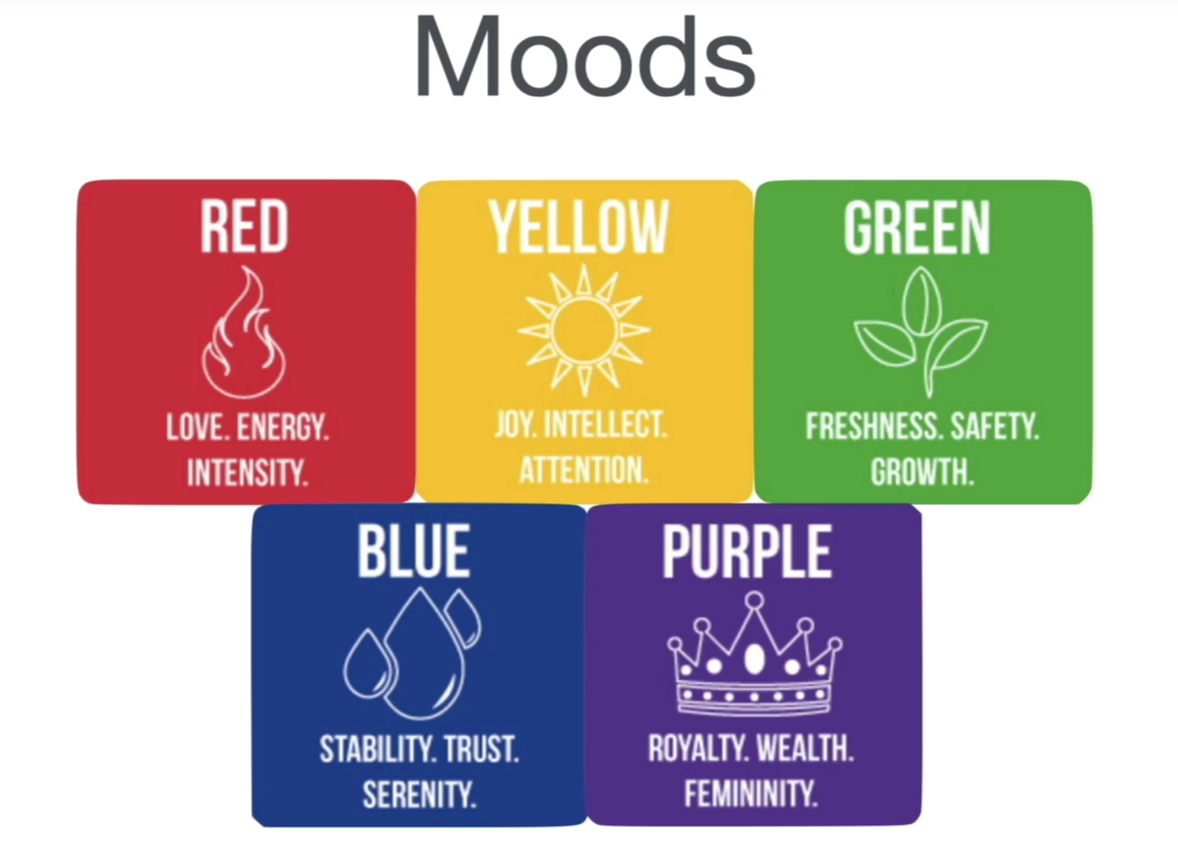 Moods
RED
LOVE. ENERGY.
INTENSITY.
YELLOW
JOY. INTELLECT.
ATTENTION.
GREEN
FRESHNESS. SAFETY.
GROWTH.
BLUE
STABILITY. TRUST.
SERENITY.
PURPLE
ROYALTY. WEALTH.
FEMININITY.